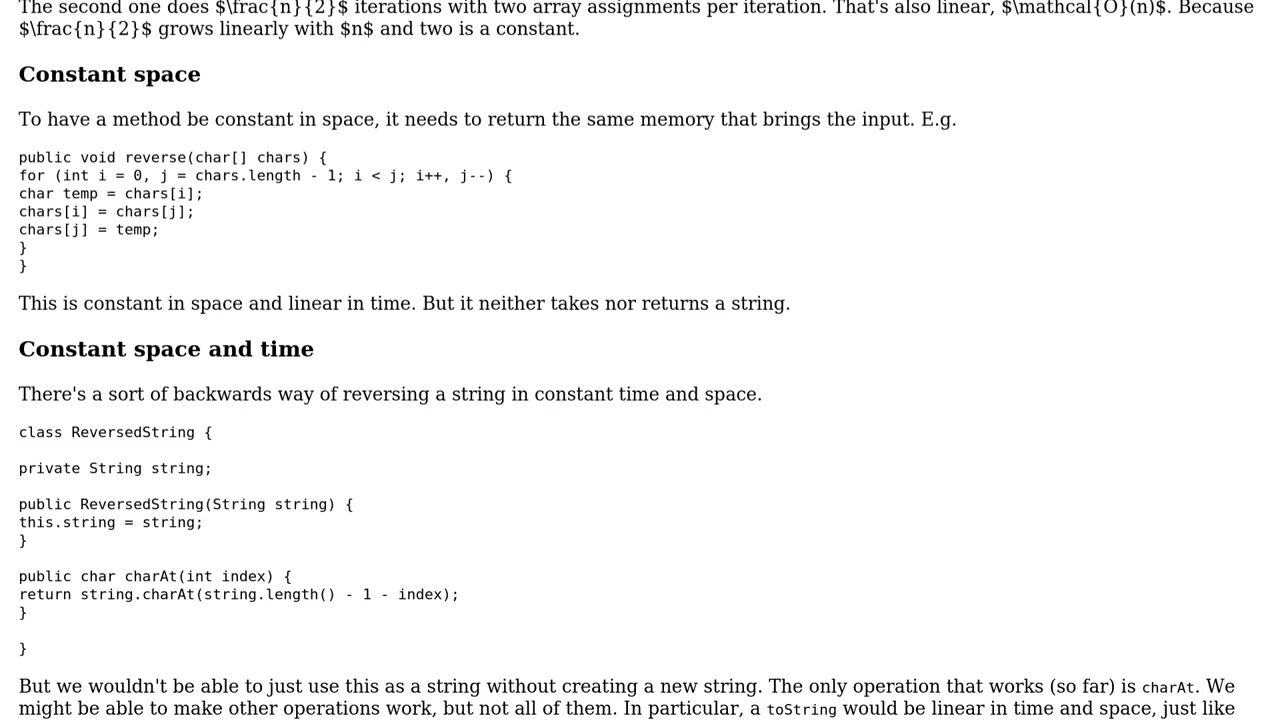 The second one does $\frac{n}{2}$ iterations with two array assignments per iteration. That's also linear, $\mathcal{O}(n)$. Because
$\frac{n}{2}$ grows linearly with $n$ and two is a constant.
Constant space
To have a method be constant in space, it needs to return the same memory that brings the input. E.g.
public void reverse(char[] chars) {
for (int i = 0, j = chars.length - 1; i < j; i++, j--) {
char temp = chars[i];
chars[i] = chars[j];
chars[j] = temp;
}
}
This is constant in space and linear in time. But it neither takes nor returns a string.
Constant space and time
There's a sort of backwards way of reversing a string in constant time and space.
class ReversedString {
private String string;
public ReversedString(String string) {
this.string = string;
}
public char charAt(int index) {
return string.charAt(string.length() - 1 - index);
}
}
But we wouldn't be able to just use this as a string without creating a new string. The only operation that works (so far) is charAt. We
might be able to make other operations work, but not all of them. In particular, a toString would be linear in time and space, just like